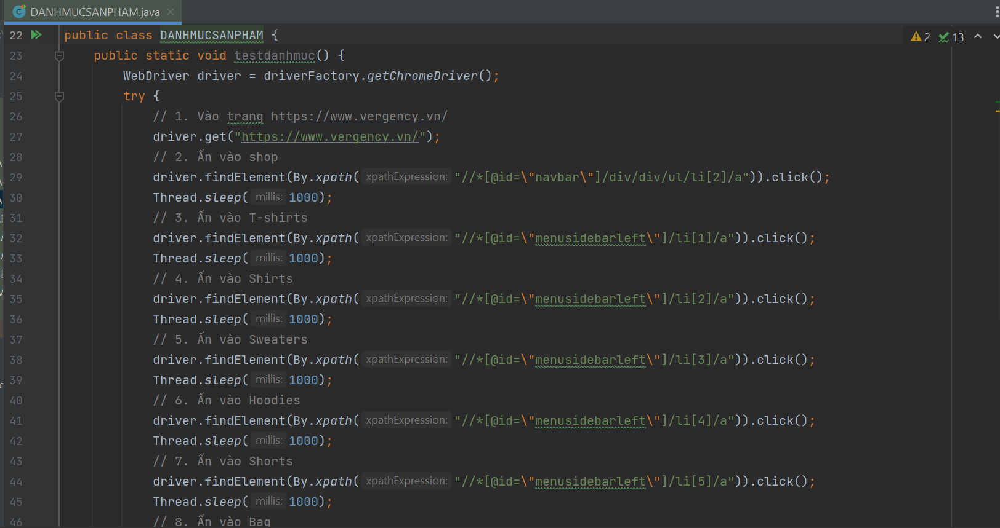 DANHMUCSANPHAM.java
22 public class DANHMUCSANPHAM {
2 13
23 public static void testdanhmuc() {
24 WebDriver driver = driverFactory.getChromeDriver();
25 try {
26 // 1. Vào trang https://www.vergency.vn/
27 driver.get("https://www.vergency.vn/");
28 // 2. Ấn vào shop
29 driver.findElement(By.xpath( xpathExpression: "//*[@id=\"navbar\"]/div/div/ul/li[2]/a")).click();
30 Thread.sleep( millis: 1000);
31 // 3. Ấn vào T-shirts
32 driver.findElement(By.xpath( xpathExpression: "//*[@id=\"menusidebarleft\"]/li[1]/a")).click();
33 Thread.sleep( millis: 1000);
34 // 4. Ấn vào Shirts
35 driver.findElement(By.xpath( xpathExpression: "//*[@id=\"menusidebarleft\"]/li[2]/a")).click();
36 Thread.sleep( millis: 1000);
37 // 5. Ấn vào Sweaters
38 driver.findElement(By.xpath( xpathExpression: "//*[@id=\"menusidebarleft\"]/li[3]/a")).click();
39 Thread.sleep( millis: 1000);
40 // 6. Ấn vào Hoodies
41 driver.findElement(By.xpath( xpathExpression: "//*[@id=\"menusidebarleft\"]/li[4]/a")).click();
42 Thread.sleep( millis: 1000);
43 // 7. Ấn vào Shorts
44 driver.findElement(By.xpath( xpathExpression: "//*[@id=\"menusidebarleft\"]/li[5]/a")).click();
45 Thread.sleep( millis: 1000);
46 // 8. Ấn vào Bag